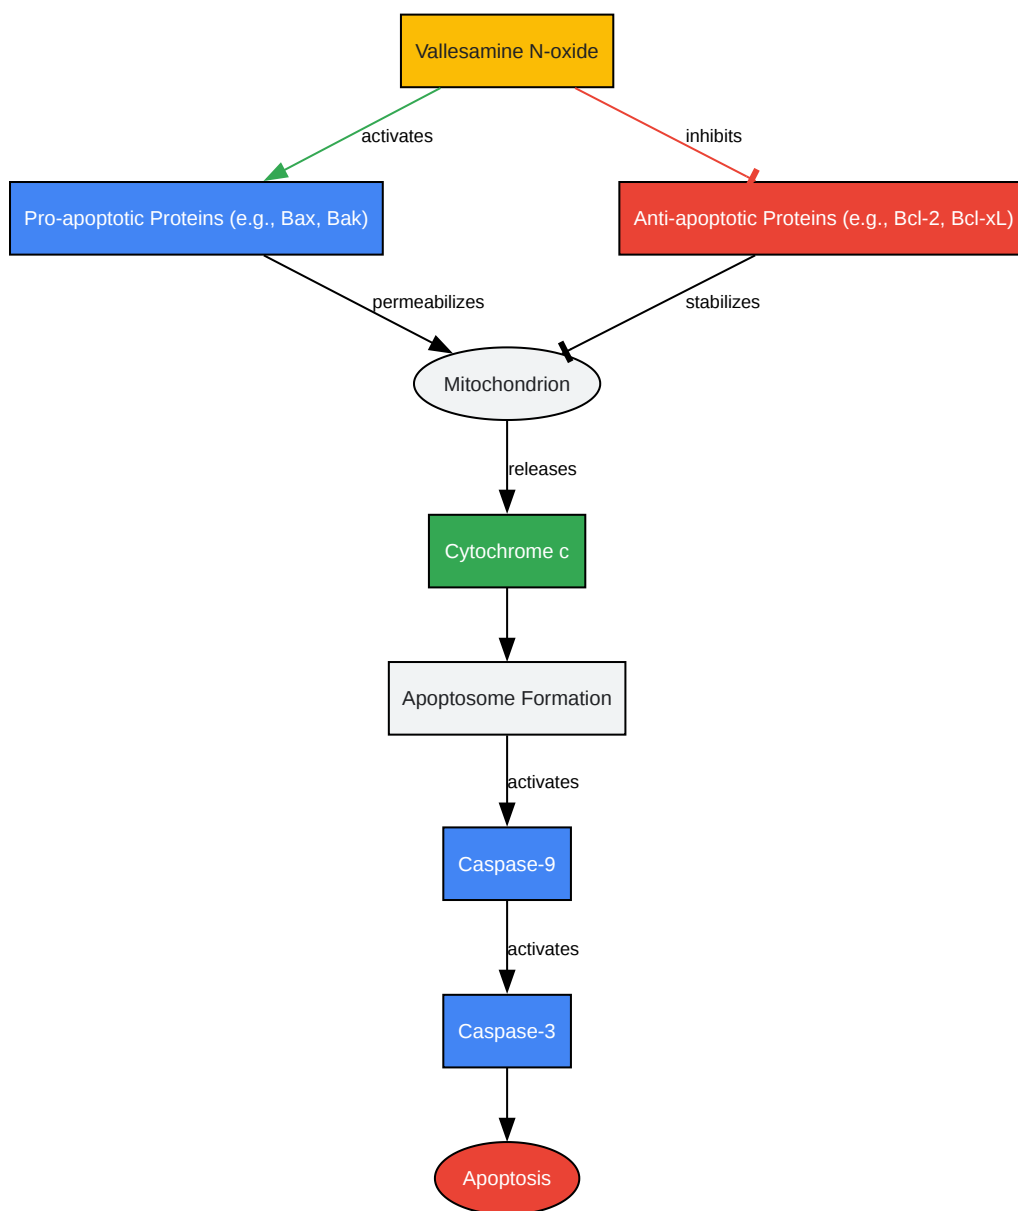 Vallesamine N-oxide
activates
inhibits
Pro-apoptotic Proteins (e.g., Bax, Bak)
Anti-apoptotic Proteins (e.g., Bcl-2, Bcl-xL)
permeabilizes
stabilizes
Mitochondrion
releases
Cytochrome c
Apoptosome Formation
activates
Caspase-9
activates
Caspase-3
Apoptosis